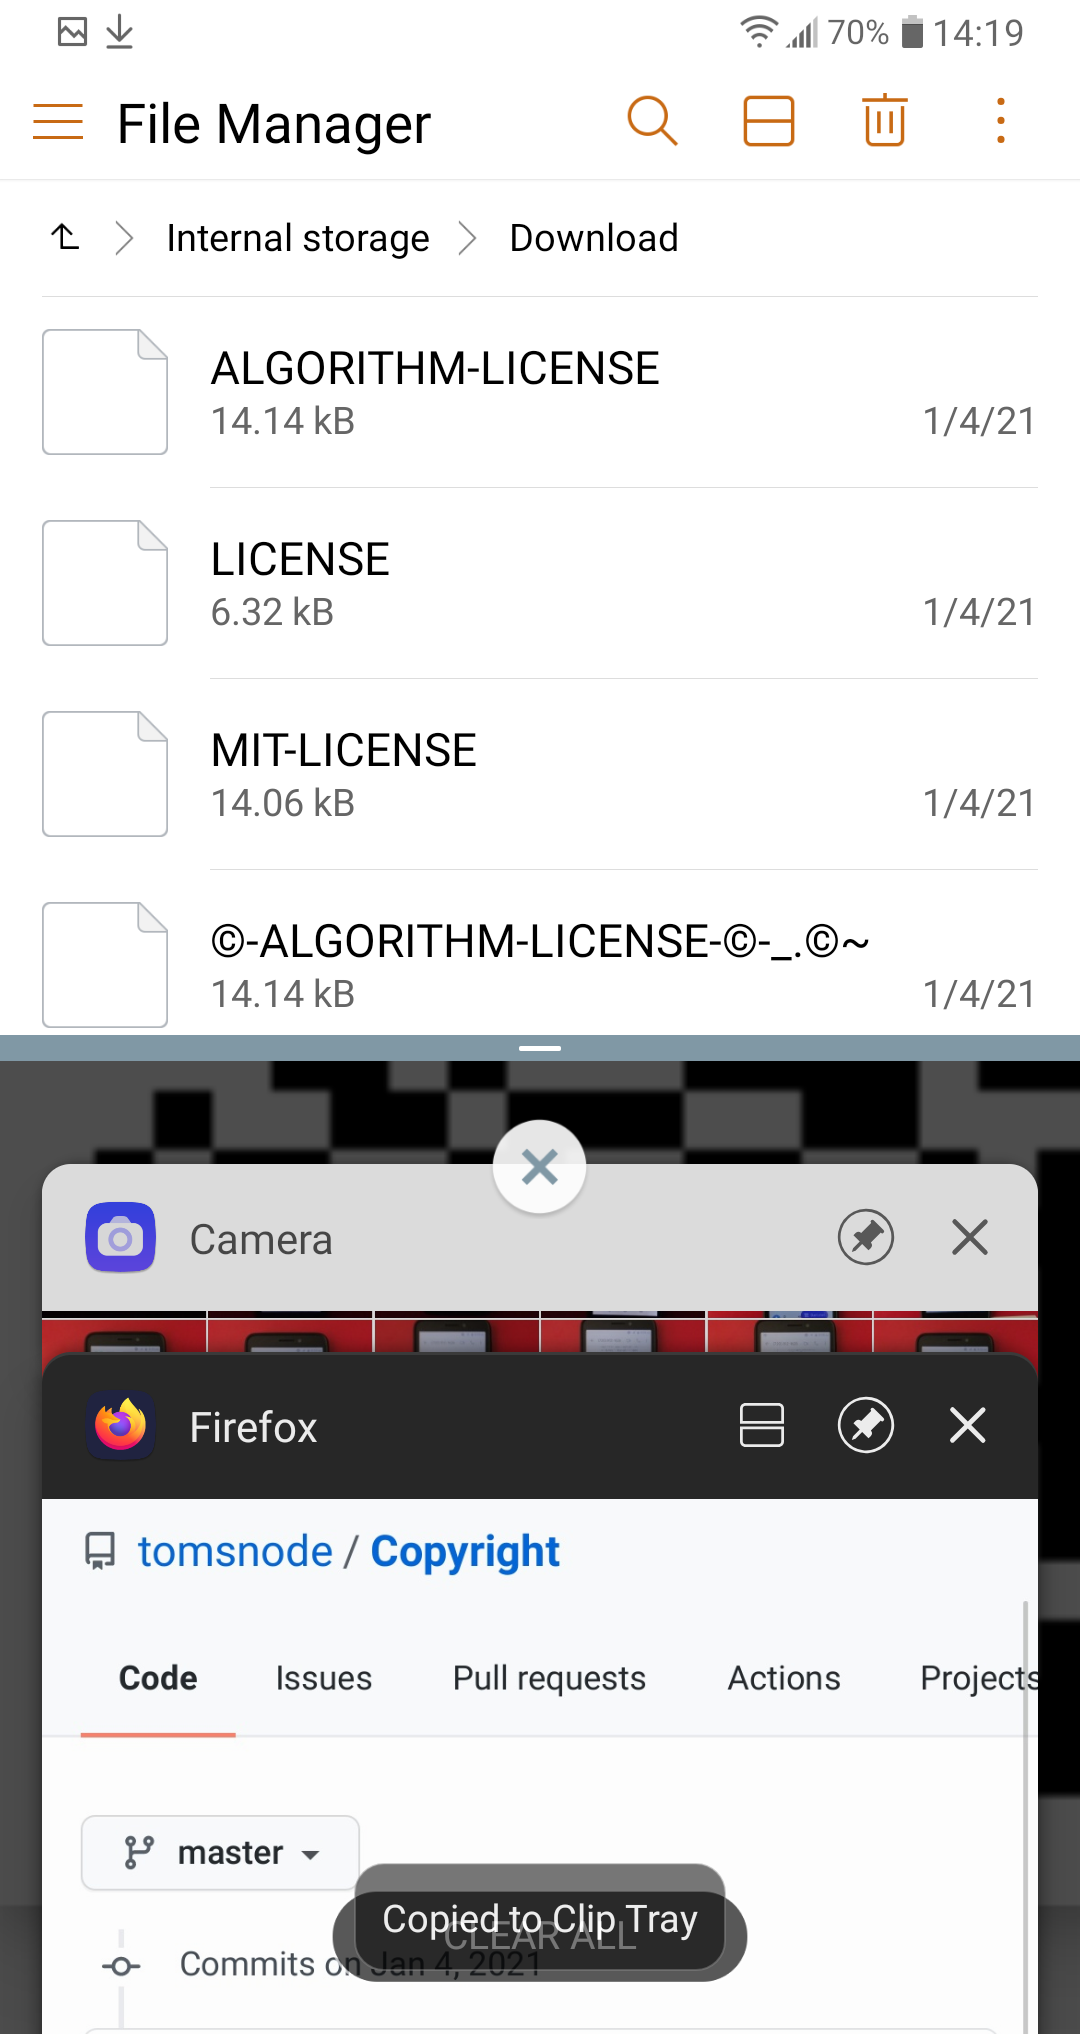 70% 14:19
File Manager
Internal storage Download
ALGORITHM-LICENSE
14.14 kB 1/4/21
LICENSE
6.32 kB 1/4/21
MIT-LICENSE
14.06 kB 1/4/21
©-ALGORITHM-LICENSE-©-_.©~
14.14 kB 1/4/21
Camera
Firefox
tomsnode / Copyright
Code Issues Pull requests Actions Projects
master
Copied to Clip Tray
CLEAR ALL
Commits on Jan 4, 2021